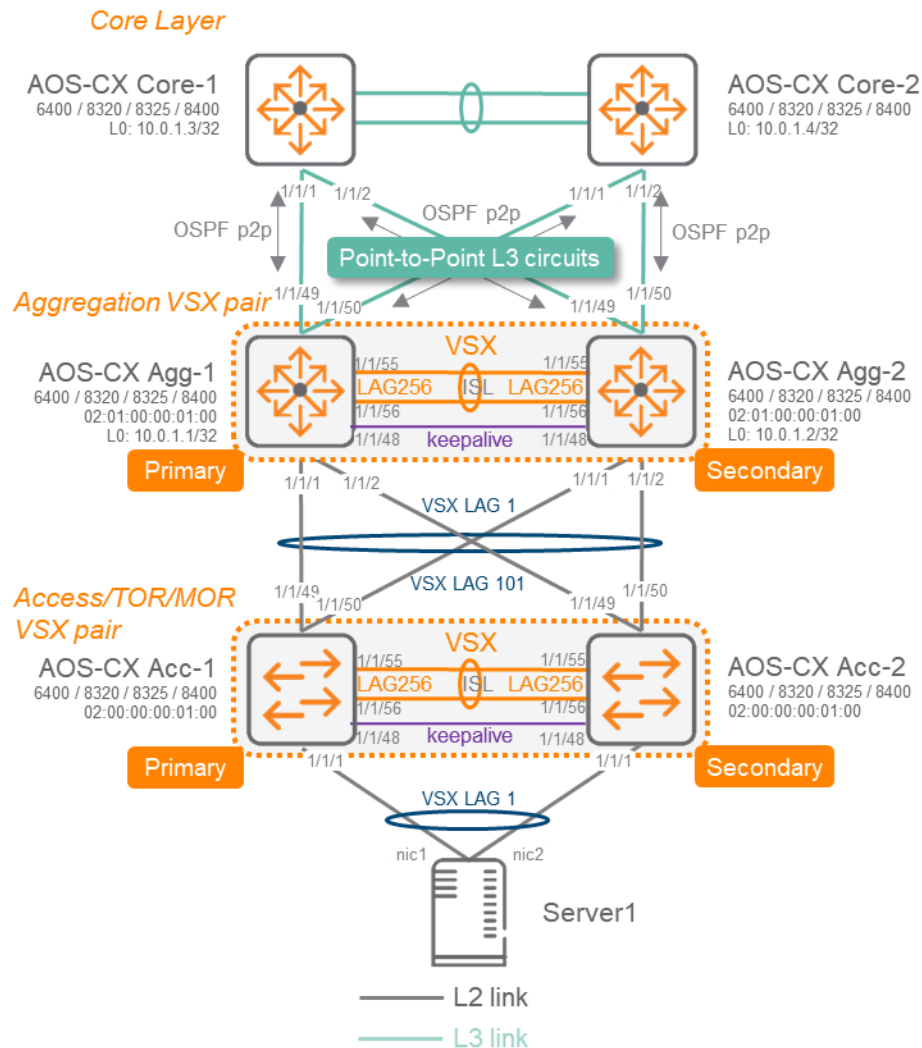 Core Layer
AOS-CX Core-1
6400 / 8320 / 8325 / 8400
L0: 10.0.1.3/32
AOS-CX Core-2
6400 / 8320 / 8325 / 8400
L0: 10.0.1.4/32
1/1/1
1/1/2
1/1/1
1/1/2
OSPF p2p
OSPF p2p
OSPF p2p
Point-to-Point L3 circuits
Aggregation VSX pair
1/1/49
1/1/50
1/1/49
1/1/50
VSX
AOS-CX Agg-1
6400 / 8320 / 8325 / 8400
02:01:00:00:01:00
L0: 10.0.1.1/32
1/1/55
1/1/55
LAG256
ISL
LAG256
1/1/56
1/1/56
1/1/48
keepalive
1/1/48
AOS-CX Agg-2
6400 / 8320 / 8325 / 8400
02:01:00:00:01:00
L0: 10.0.1.2/32
Primary
Secondary
1/1/1
1/1/2
1/1/1
1/1/2
VSX LAG 1
VSX LAG 101
Access/TOR/MOR
VSX pair
1/1/49
1/1/50
1/1/49
1/1/50
VSX
AOS-CX Acc-1
6400 / 8320 / 8325 / 8400
02:00:00:00:01:00
1/1/55
1/1/55
LAG256
ISL
LAG256
1/1/56
1/1/56
1/1/48
keepalive
1/1/48
AOS-CX Acc-2
6400 / 8320 / 8325 / 8400
02:00:00:00:01:00
Primary
Secondary
1/1/1
1/1/1
VSX LAG 1
nic1
nic2
Server1
L2 link
L3 link